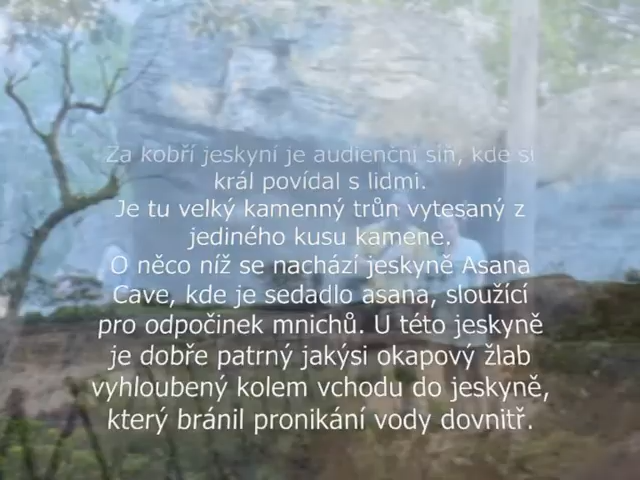 Za kobří jeskyní je audienční síň, kde si
král povídal s lidmi.
Je tu velký kamenný trůn vytesaný z
jediného kusu kamene.
O něco níž se nachází jeskyně Asana
Cave, kde je sedadlo asana, sloužící
pro odpočinek mnichů. U této jeskyně
je dobře patrný jakýsi okapový žlab
vyhloubený kolem vchodu do jeskyně,
který bránil pronikání vody dovnitř.